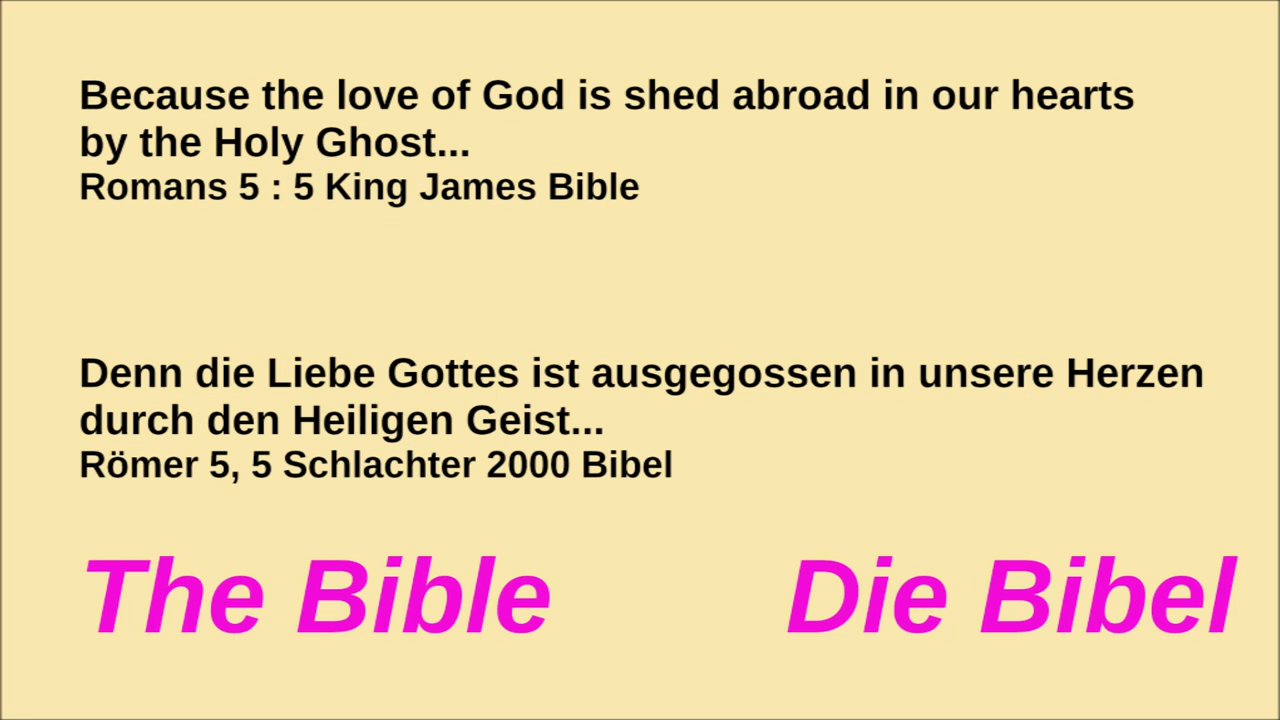 Because the love of God is shed abroad in our hearts
by the Holy Ghost...
Romans 5 : 5 King James Bible
Denn die Liebe Gottes ist ausgegossen in unsere Herzen
durch den Heiligen Geist...
Römer 5, 5 Schlachter 2000 Bibel
The Bible Die Bibel